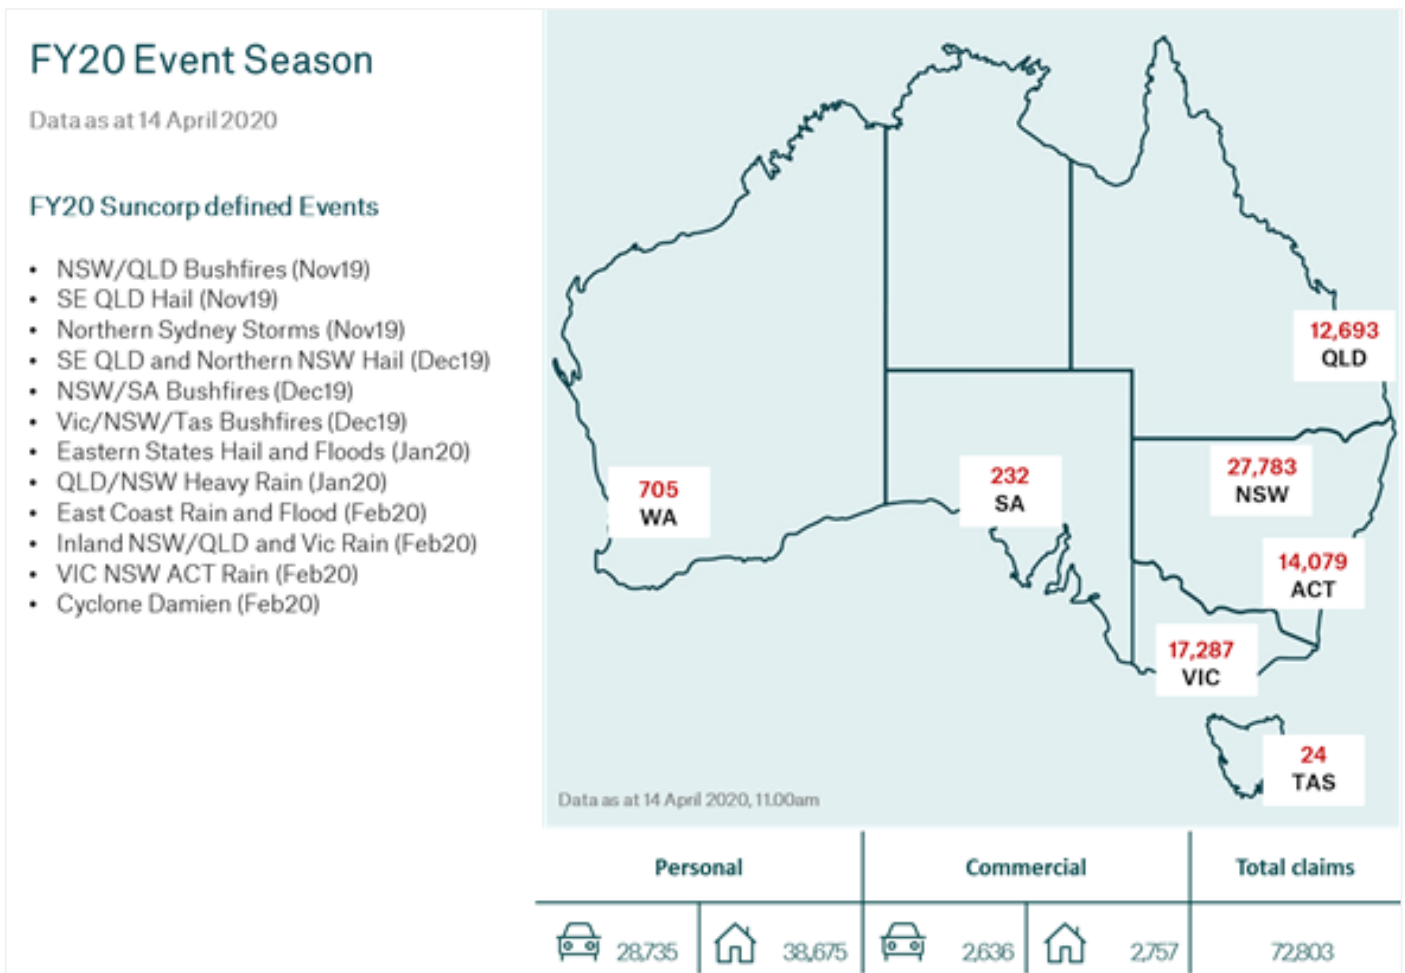 FY20 Event Season
Data as at 14 April 2020
FY20 Suncorp defined Events
• NSW/QLD Bushfires (Nov19)
• SE QLD Hail (Nov19)
• Northern Sydney Storms (Nov19)
• SE QLD and Northern NSW Hail (Dec19)
• NSW/SA Bushfires (Dec19)
• Vic/NSW/Tas Bushfires (Dec19)
• Eastern States Hail and Floods (Jan20)
• QLD/NSW Heavy Rain (Jan20)
• East Coast Rain and Flood (Feb20)
• Inland NSW/QLD and Vic Rain (Feb20)
• VIC NSW ACT Rain (Feb20)
• Cyclone Damien (Feb20)
12,693
QLD
27,783
NSW
705
WA
232
SA
14,079
ACT
17,287
VIC
24
TAS
Data as at 14 April 2020, 11.00am
Personal Commercial Total claims
28,735 38,675 2,636 2,757 72,803